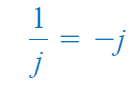 1/j = -j